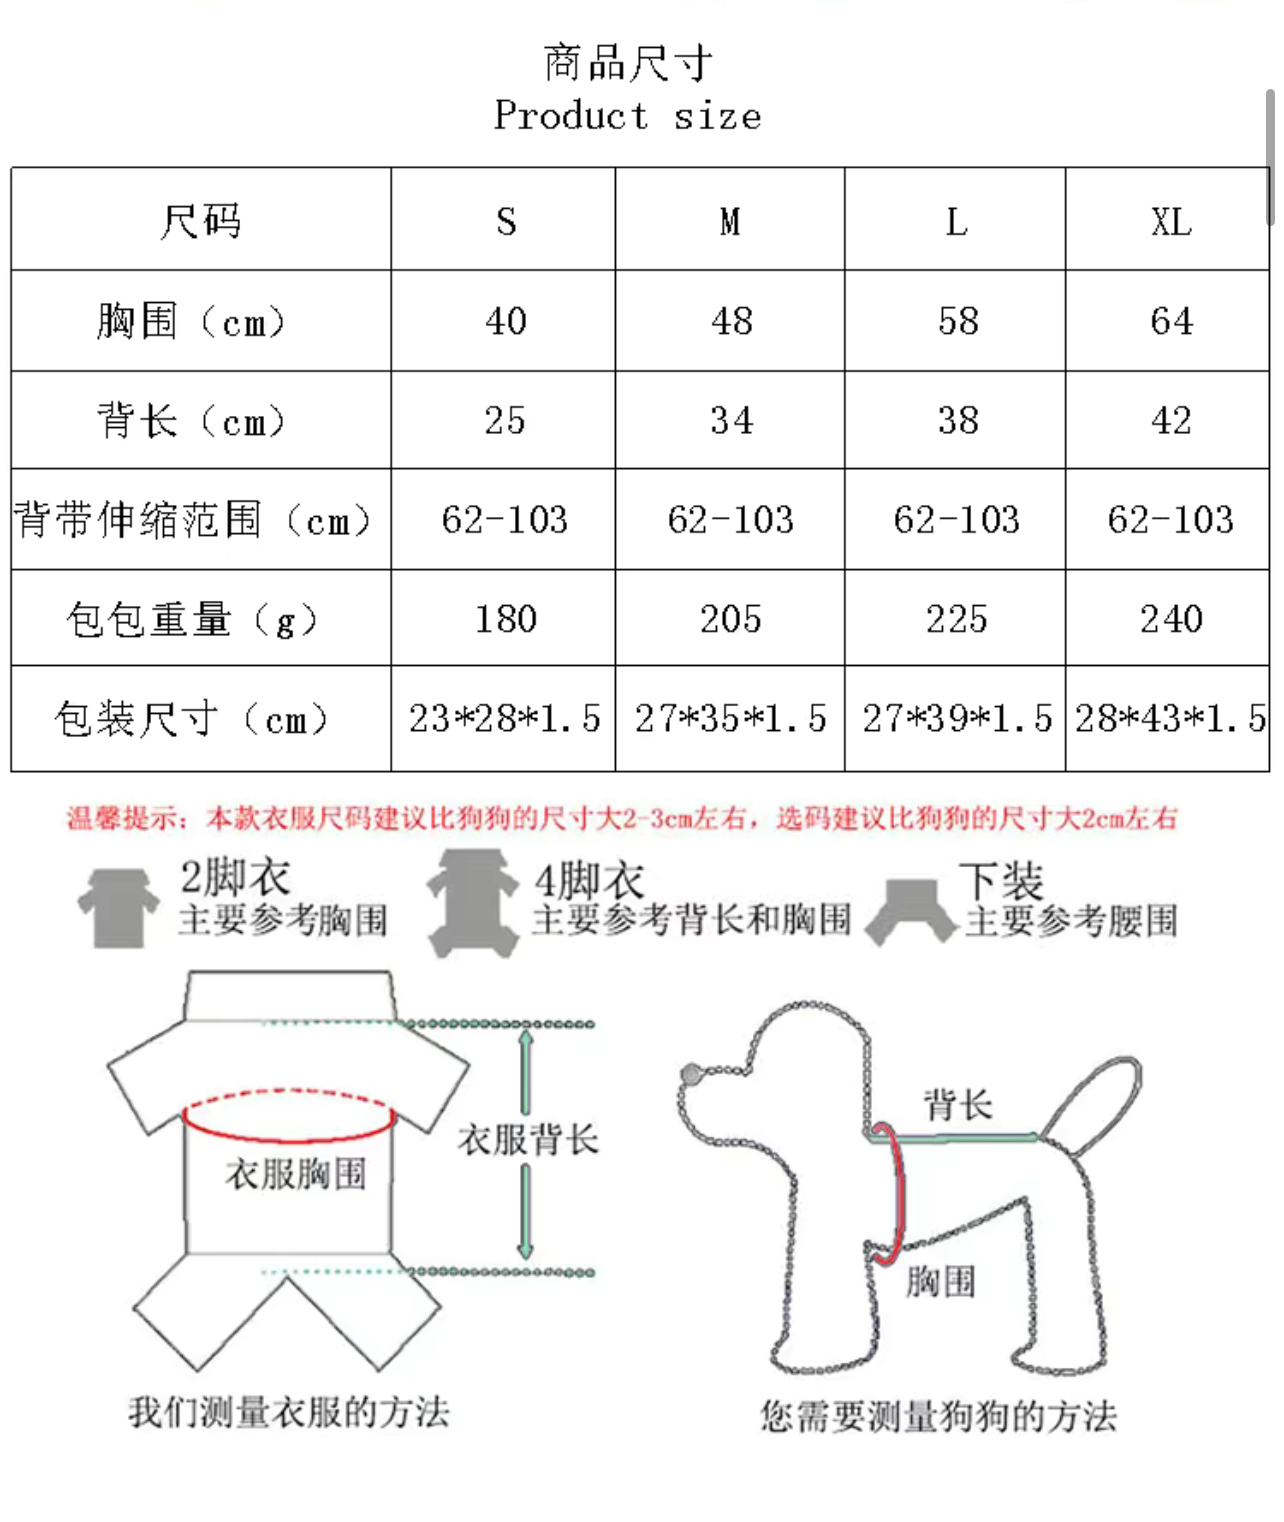 商品尺寸
Product size
尺码 S M L XL
胸围（cm） 40 48 58 64
背长（cm） 25 34 38 42
背带伸缩范围（cm） 62-103 62-103 62-103 62-103
包包重量（g） 180 205 225 240
包装尺寸（cm） 23*28*1.5 27*35*1.5 27*39*1.5 28*43*1.5
温馨提示：本款衣服尺码建议比狗狗的尺寸大2-3cm左右，选码建议比狗狗的尺寸大2cm左右
2脚衣
主要参考胸围
4脚衣
主要参考背长和胸围
下装
主要参考腰围
衣服背长
衣服胸围
背长
胸围
我们测量衣服的方法
您需要测量狗狗的方法